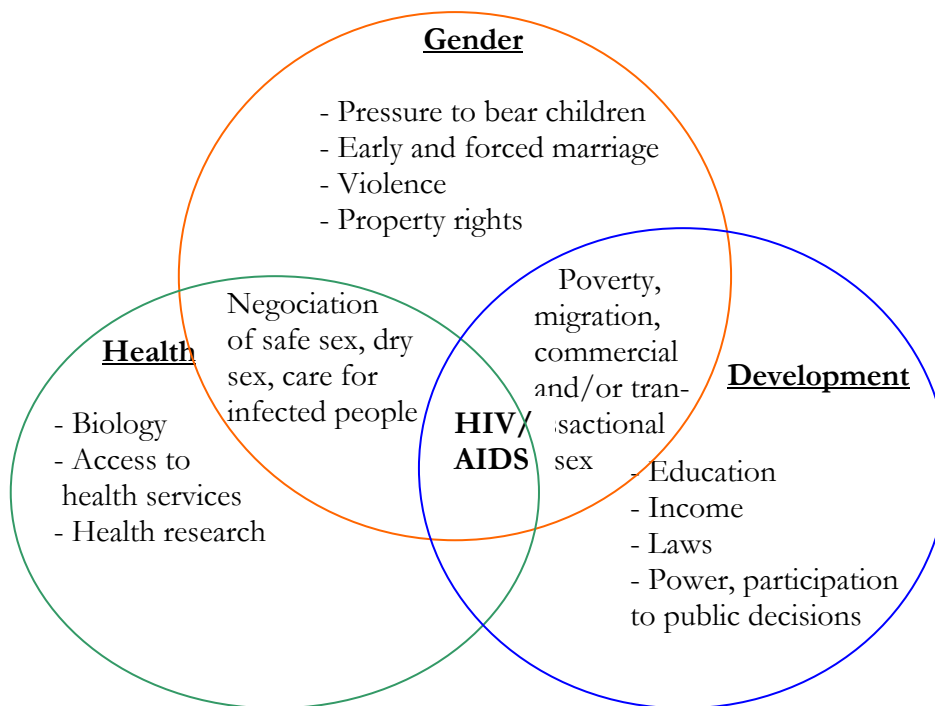 Gender
- Pressure to bear children
- Early and forced marriage
- Violence
- Property rights
Negociation
of safe sex, dry
sex, care for
infected people
Poverty,
migration,
commercial
and/or tran-
ssactional
sex
Health
- Biology
- Access to
health services
- Health research
HIV/
AIDS
Development
- Education
- Income
- Laws
- Power, participation
to public decisions